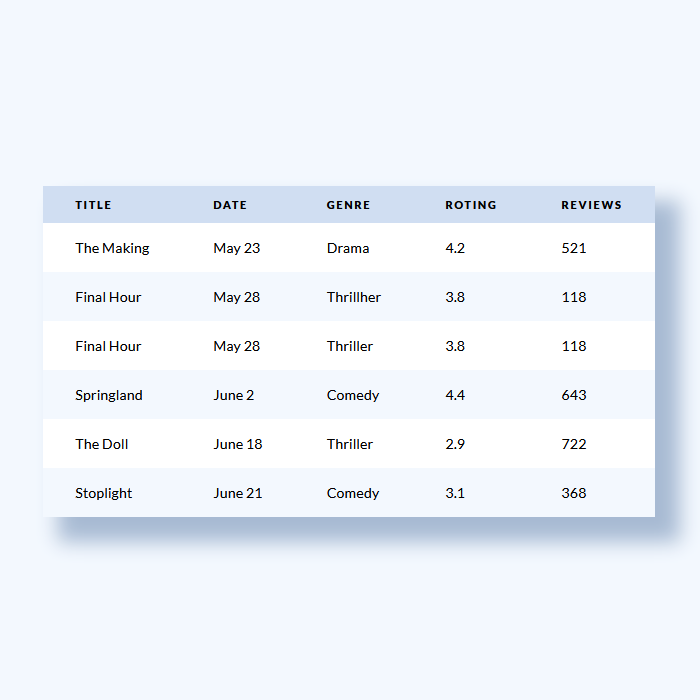 TITLE DATE GENRE ROTING REVIEWS
The Making May 23 Drama 4.2 521
Final Hour May 28 Thrillher 3.8 118
Final Hour May 28 Thriller 3.8 118
Springland June 2 Comedy 4.4 643
The Doll June 18 Thriller 2.9 722
Stoplight June 21 Comedy 3.1 368